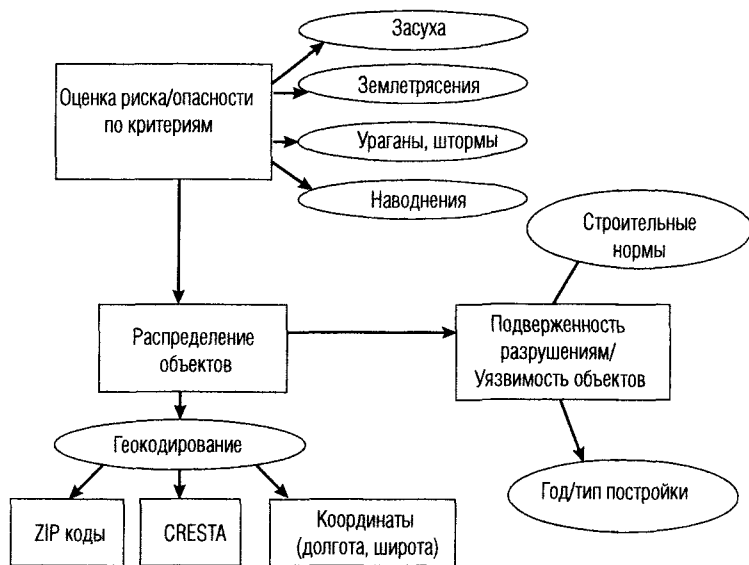 Засуха
Оценка риска/опасности
по критериям
Землетрясения
Ураганы, штормы
Наводнения
Строительные
нормы
Распределение
объектов
Подверженность
разрушениям/
Уязвимость объектов
Геокодирование
Год/тип постройки
ZIP коды
CRESTA
Координаты
(долгота, широта)